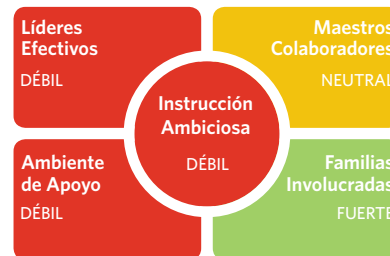 Líderes
Efectivos
DÉBIL
Maestros
Colaboradores
NEUTRAL
Instrucción
Ambiciosa
DÉBIL
Ambiente
de Apoyo
DÉBIL
Familias
Involucradas
FUERTE